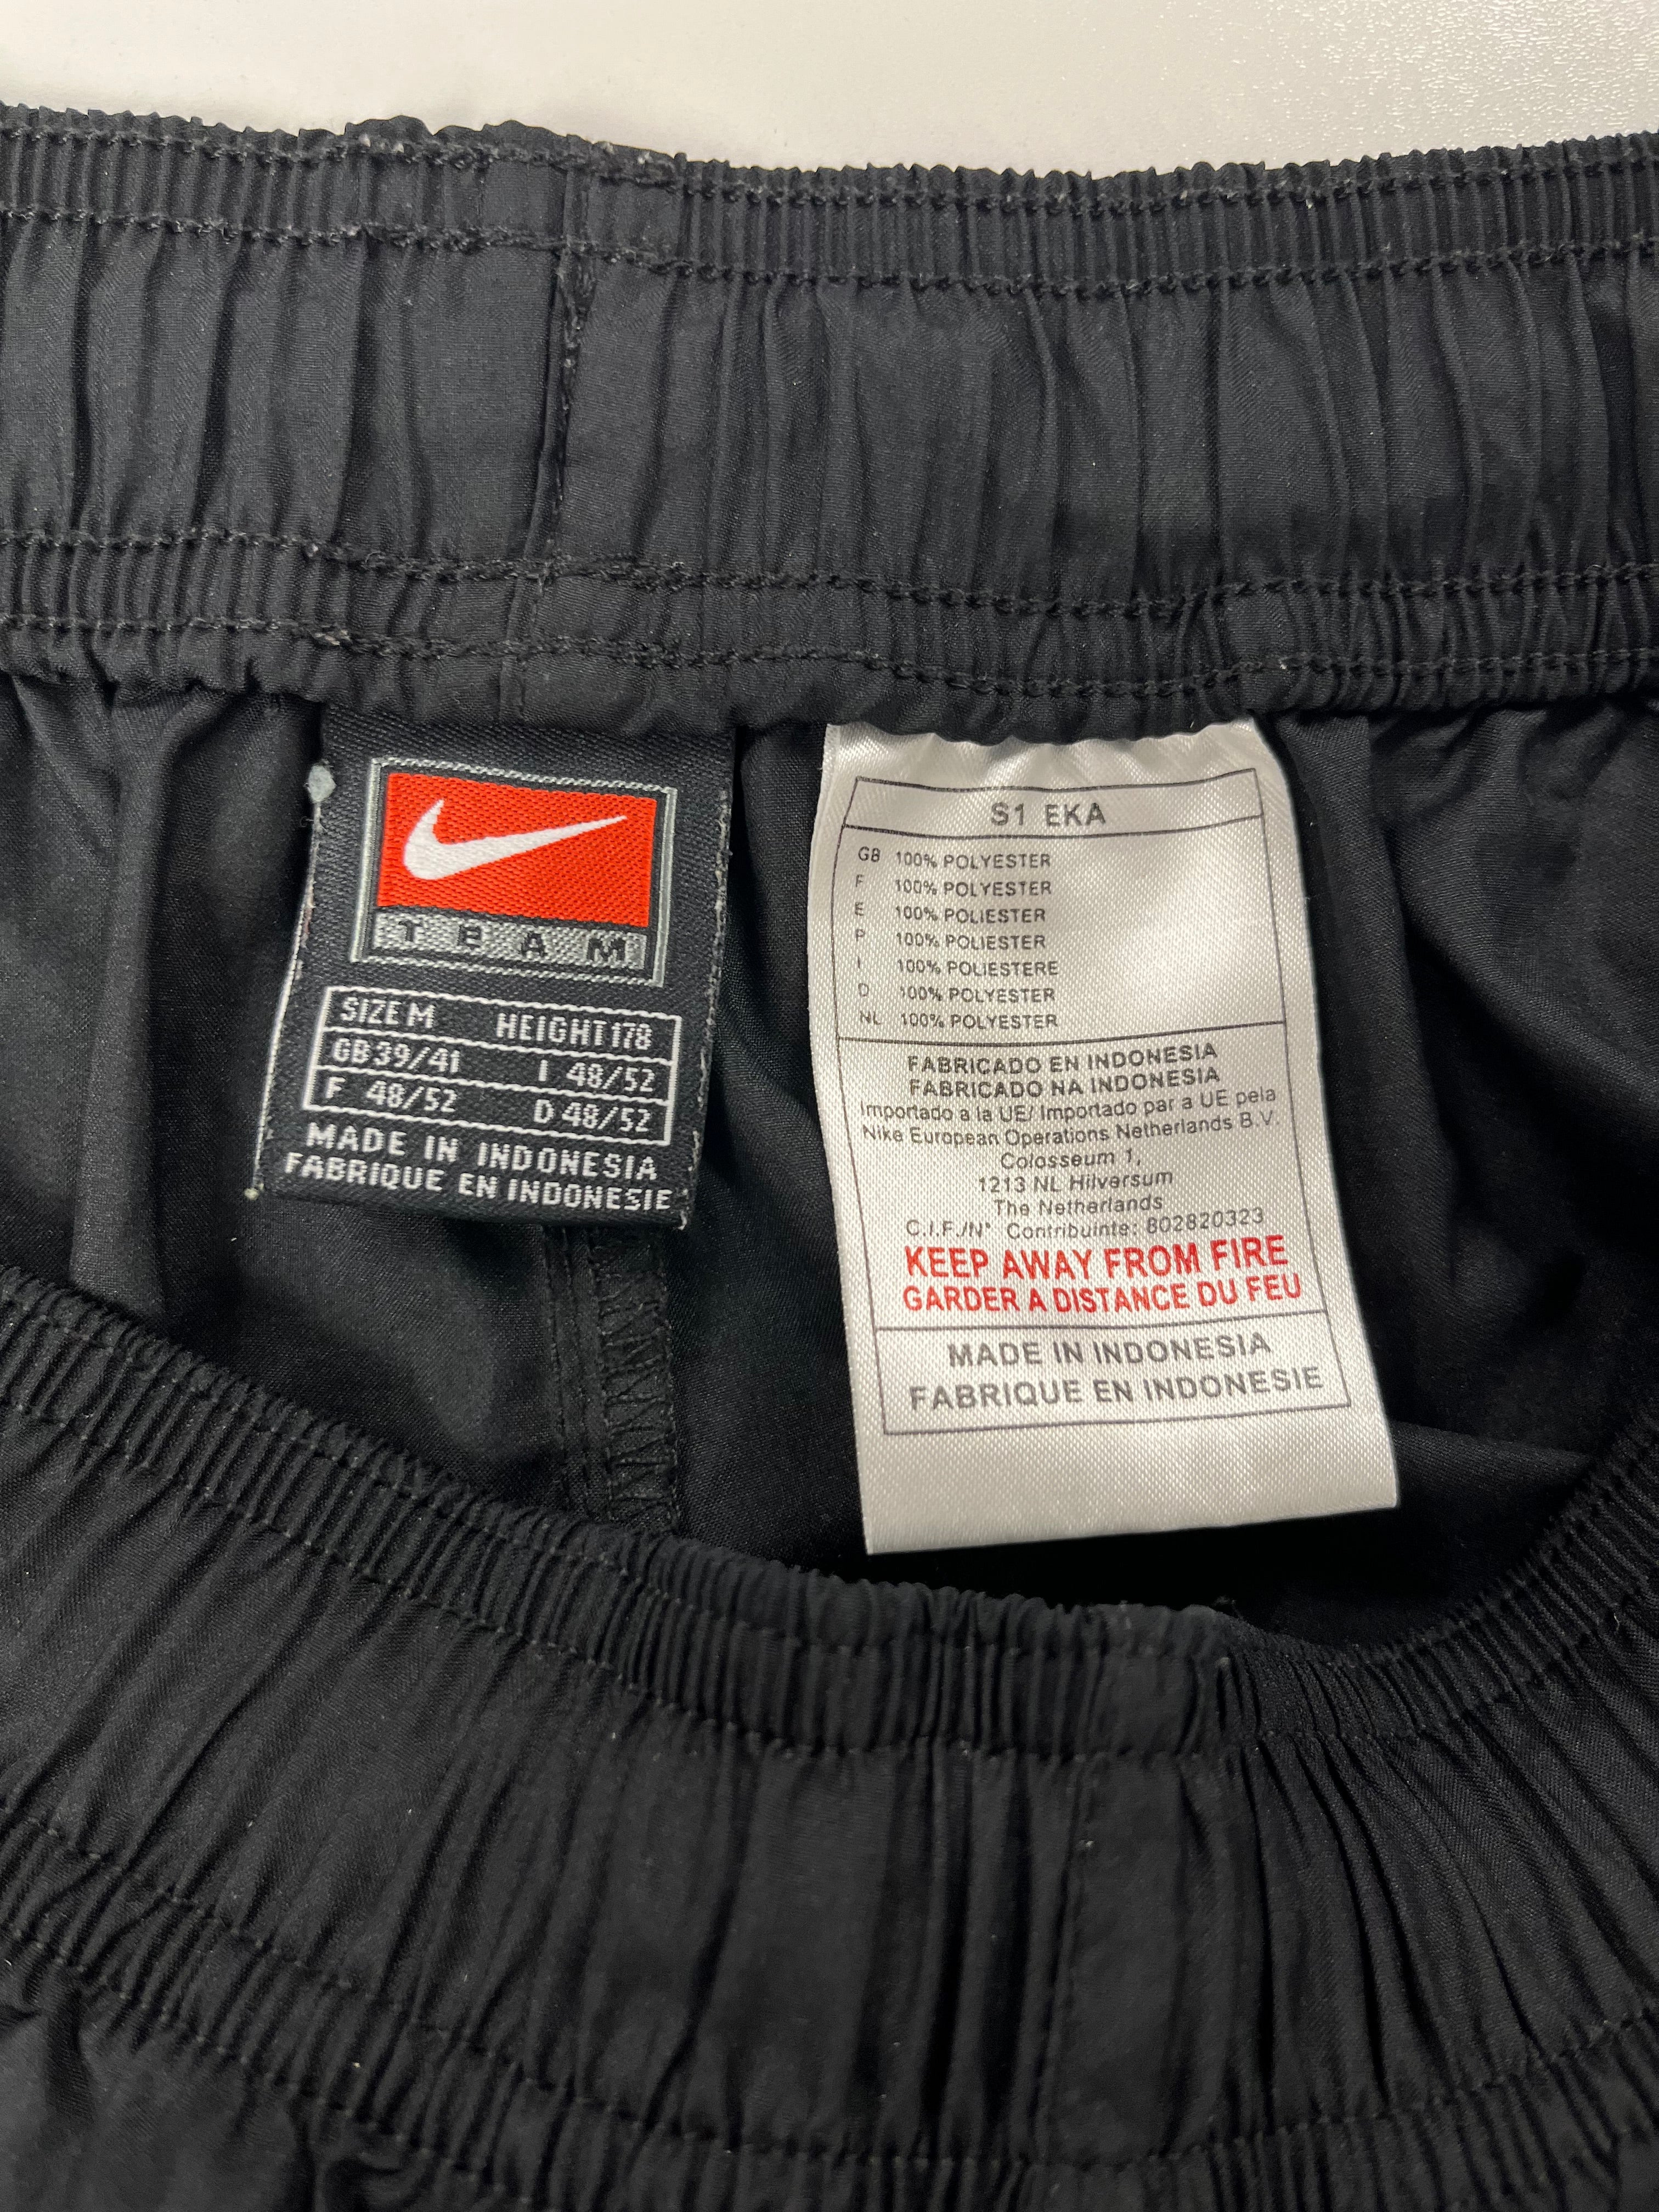 TEAM
SIZE M HEIGHT 178
GB 39/41 I 48/52
F 48/52 D 48/52
MADE IN INDONESIA
FABRIQUE EN INDONESIE
S1 EKA
GB 100% POLYESTER
F 100% POLYESTER
E 100% POLIESTER
P 100% POLIESTER
I 100% POLIESTERE
D 100% POLYESTER
NL 100% POLYESTER
FABRICADO EN INDONESIA
FABRICADO NA INDONESIA
Importado a la UE/ Importado par a UE pela
Nike European Operations Netherlands B.V.
Colosseum 1,
1213 NL Hilversum
The Netherlands
C.I.F./N° Contribuinte: 802820323
KEEP AWAY FROM FIRE
GARDER A DISTANCE DU FEU
MADE IN INDONESIA
FABRIQUE EN INDONESIE